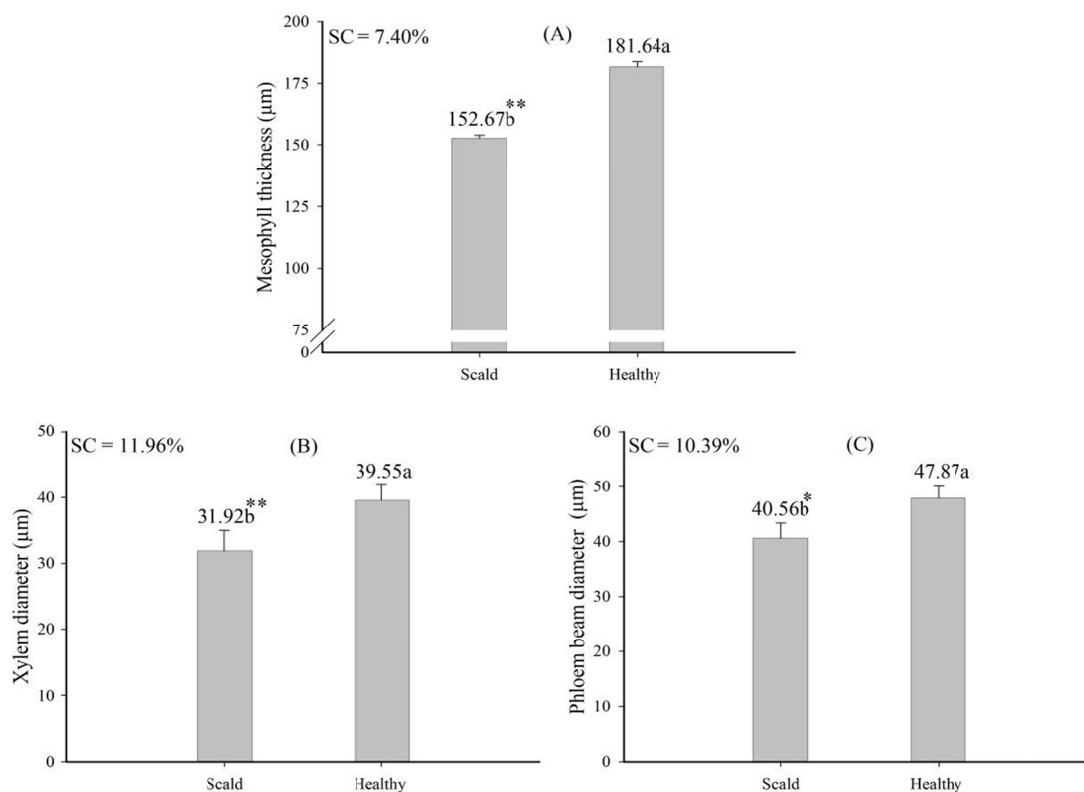 SC = 7.40%
(A)
152.67b**
181.64a
Mesophyll thickness (µm)
200
175
150
125
100
75
0
Scald
Healthy
SC = 11.96%
(B)
31.92b**
39.55a
Xylem diameter (µm)
50
40
30
20
10
0
Scald
Healthy
SC = 10.39%
(C)
40.56b*
47.87a
Phloem beam diameter (µm)
60
50
40
30
20
10
0
Scald
Healthy